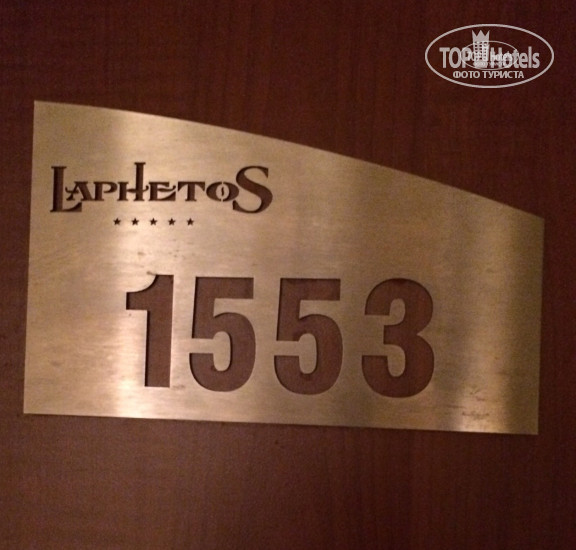 TOP Hotels
ФОТО ТУРИСТА
LAPHETOS
★★★★★
1553